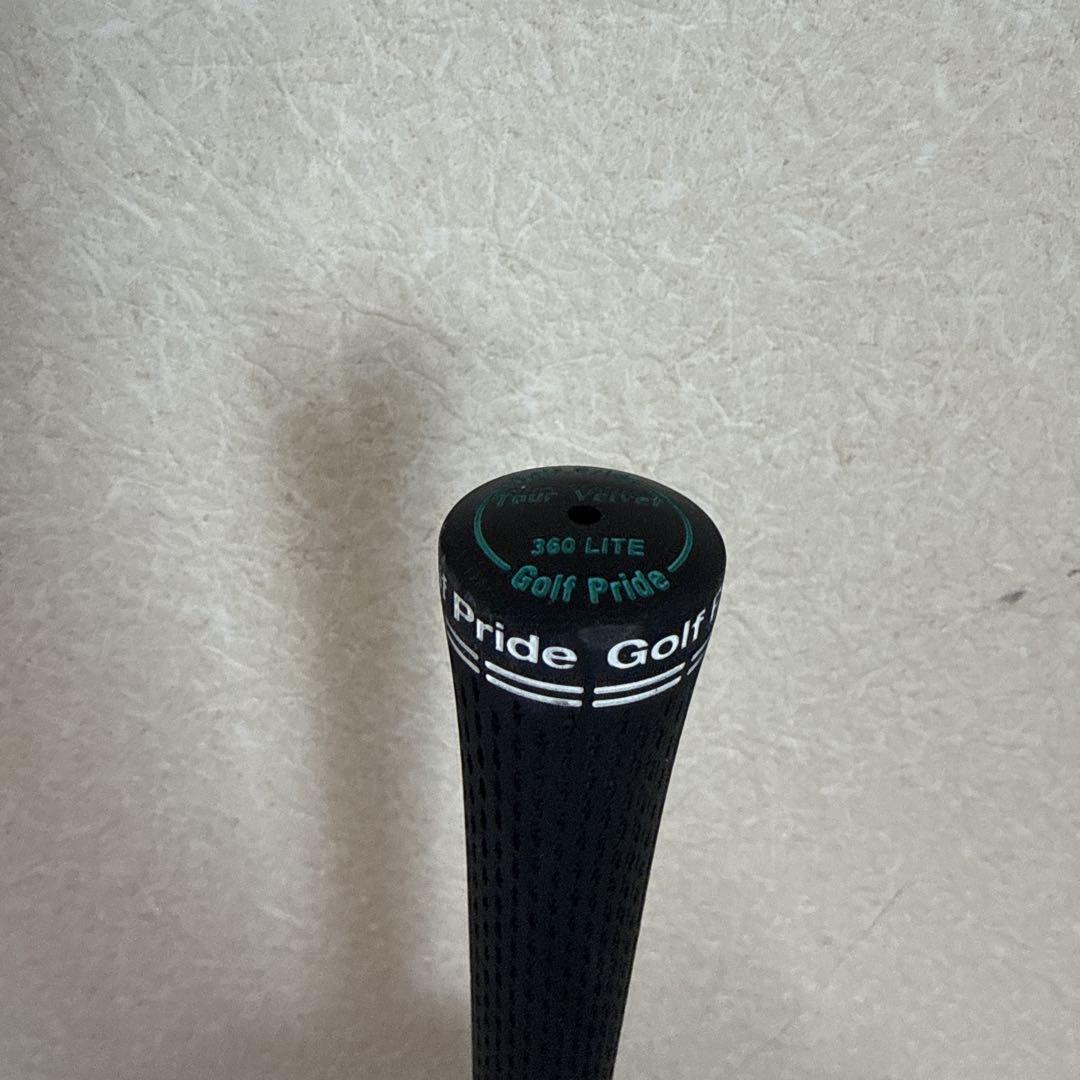 Tour Velvet
360 LITE
Golf Pride
Pride Golf